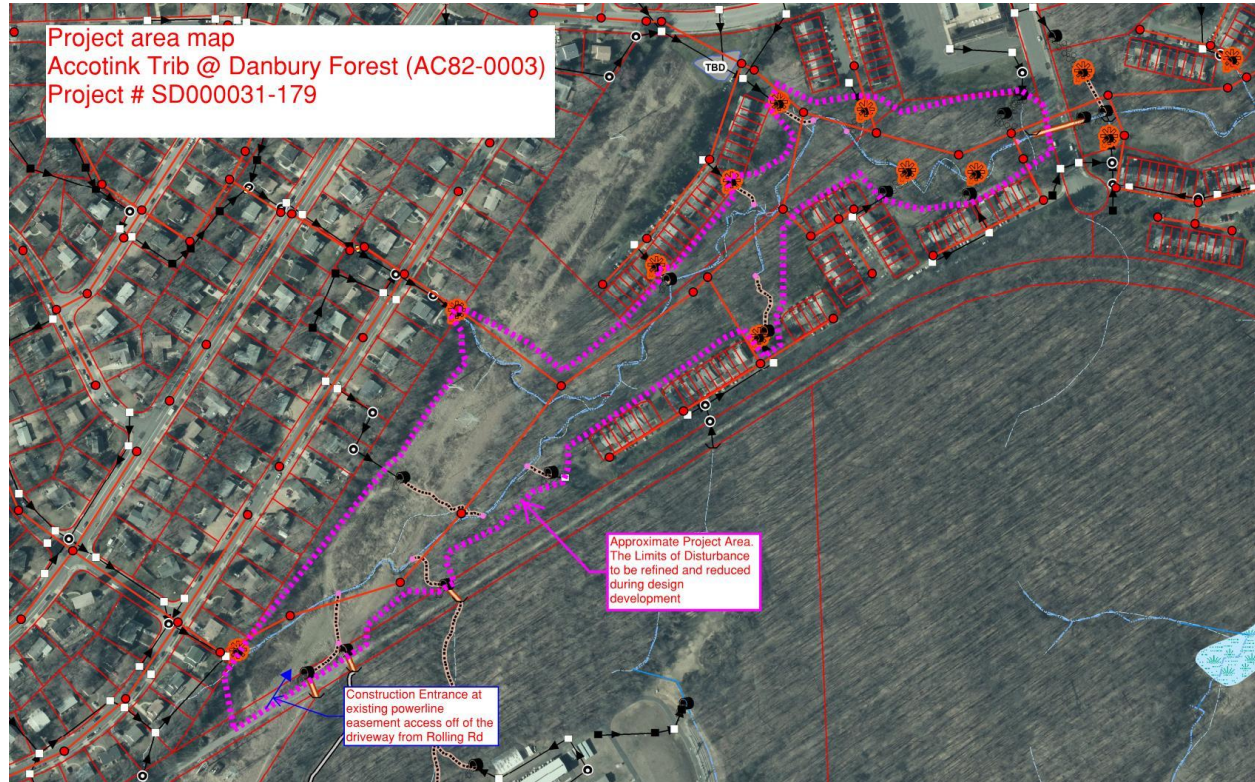 Project area map
Accotink Trib @ Danbury Forest (AC82-0003)
Project # SD000031-179
TBD
Approximate Project Area.
The Limits of Disturbance
to be refined and reduced
during design
development
Construction Entrance at
existing powerline
easement access off of the
driveway from Rolling Rd